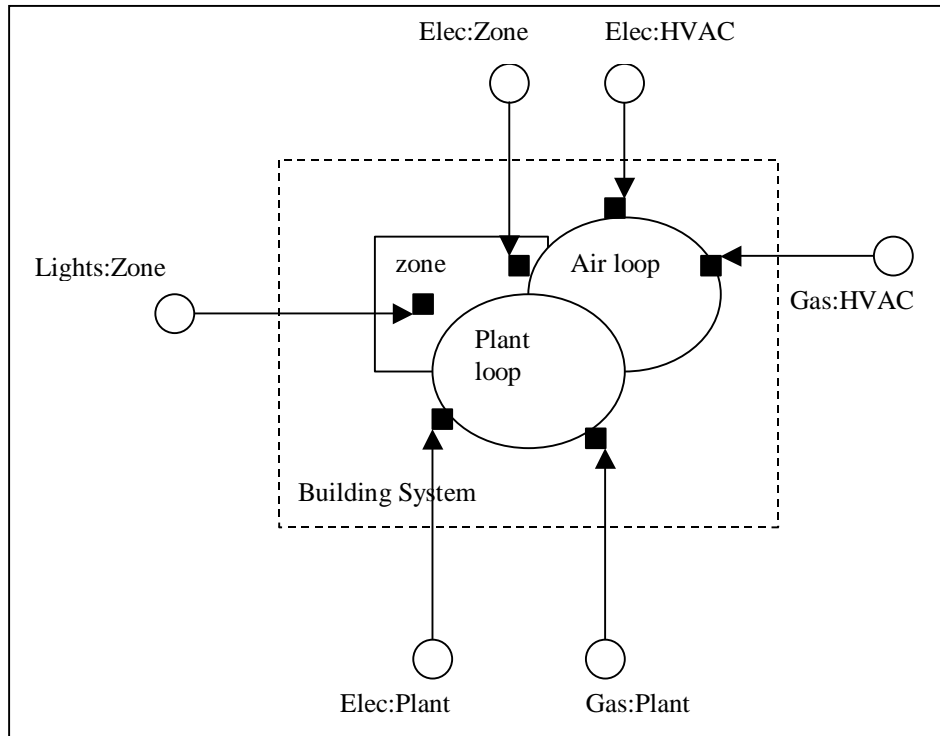 Elec:Zone
Elec:HVAC
Lights:Zone
zone
Air loop
Gas:HVAC
Plant
loop
Building System
Elec:Plant
Gas:Plant